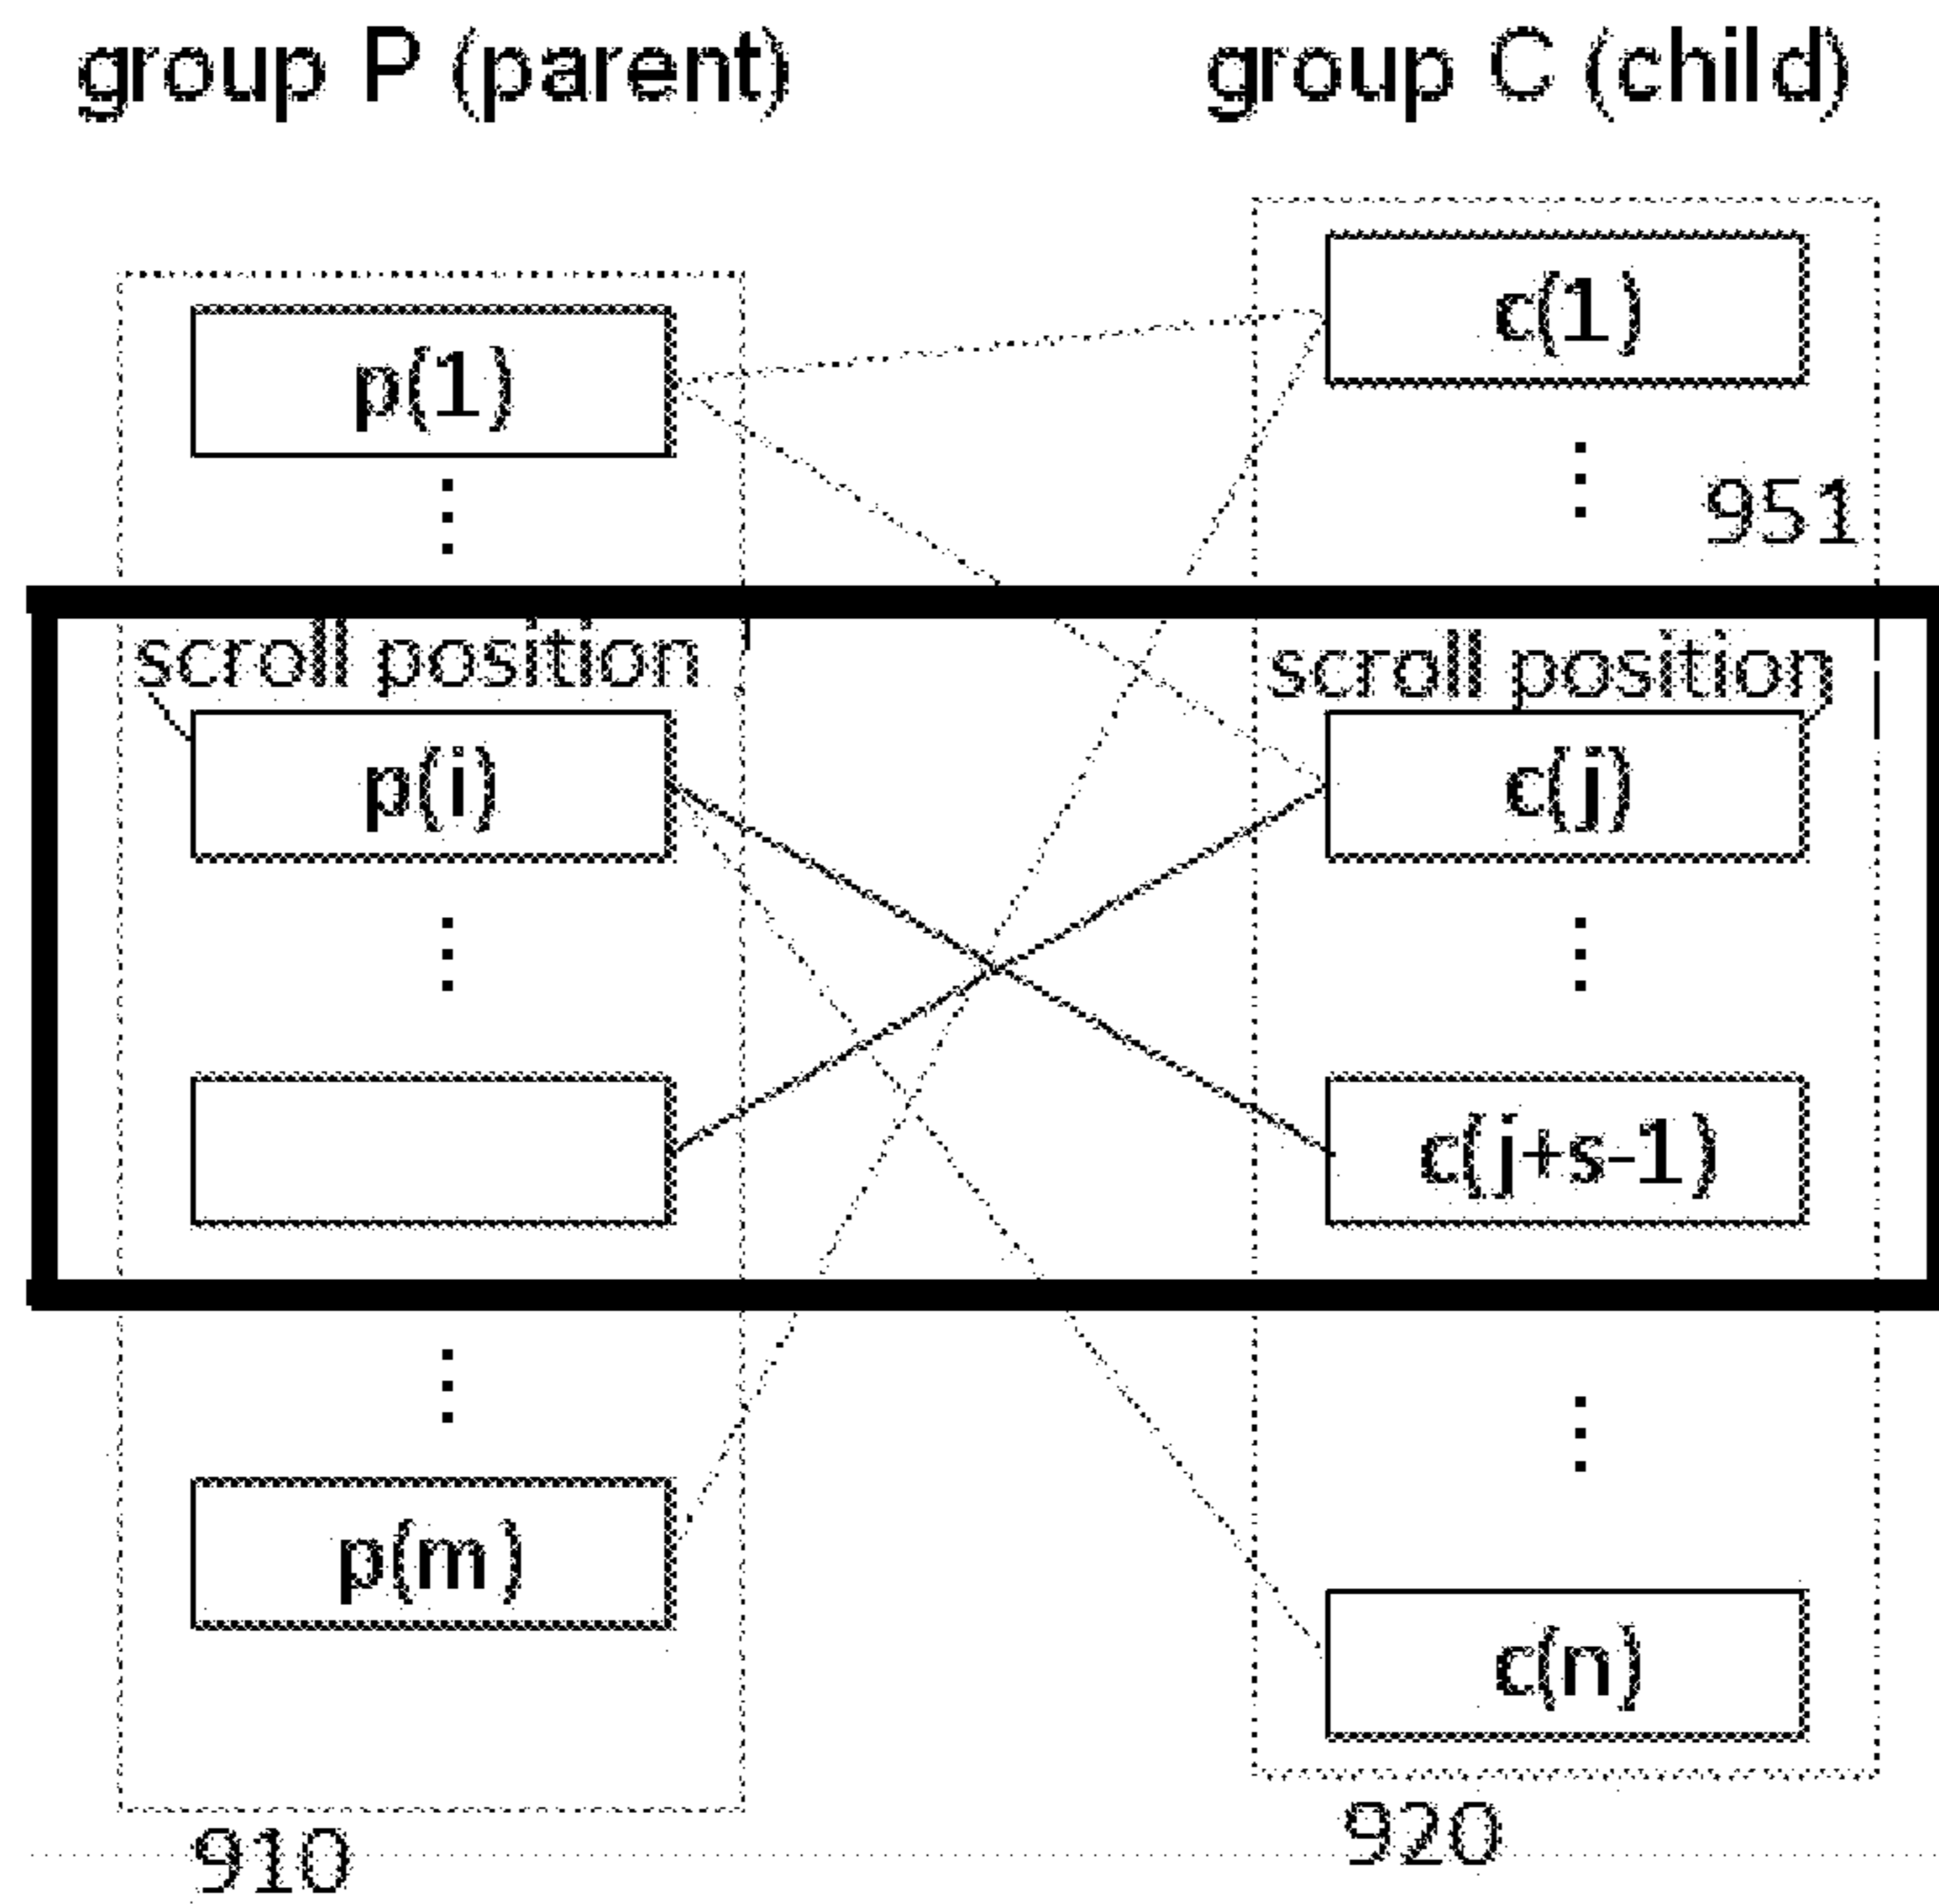 group P (parent)
group C (child)
c(1)
p(1)
951
scroll position
scroll position
p(i)
c(j)
c(j+s-1)
p(m)
c(n)
910
920